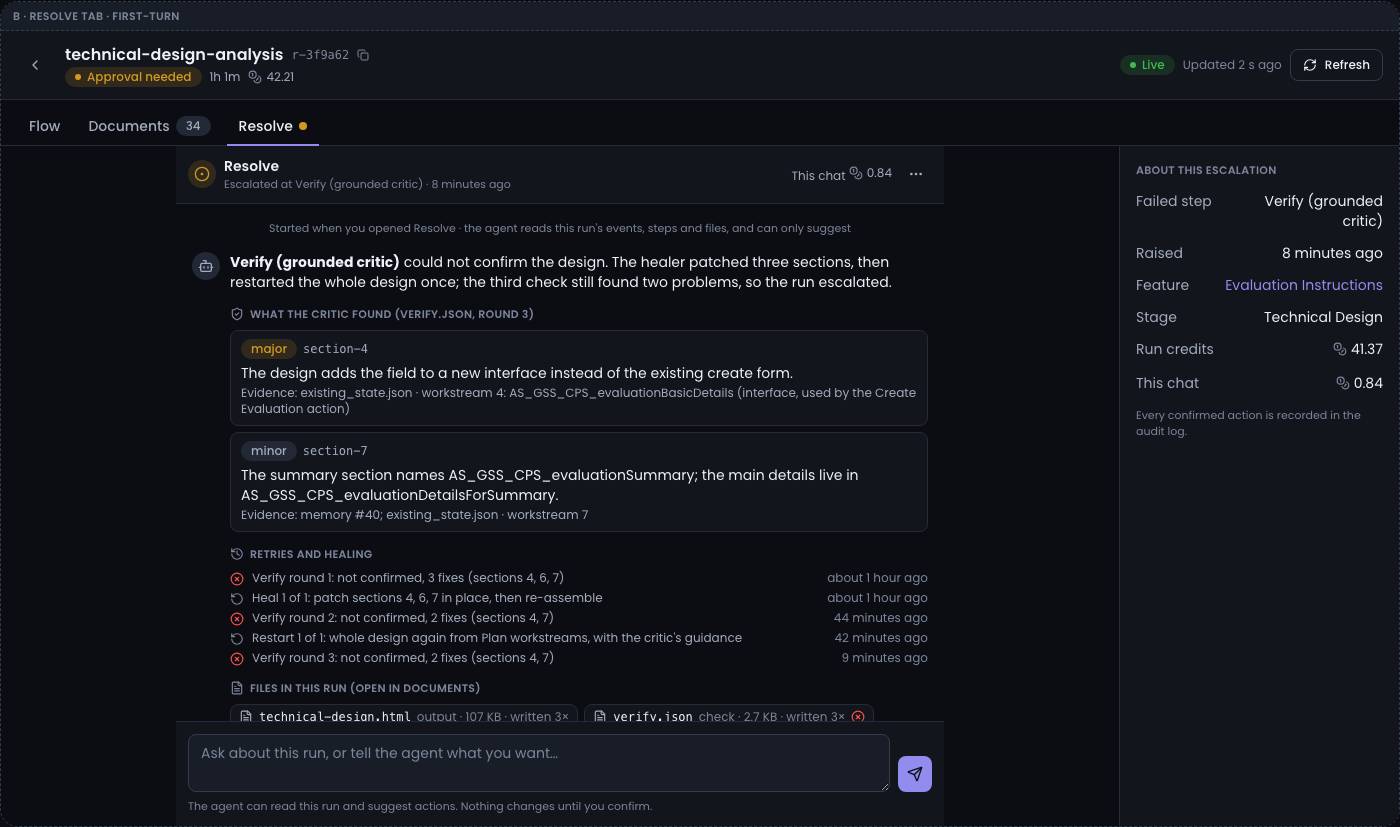 B · RESOLVE TAB · FIRST-TURN
technical-design-analysis r-3f9a62
Approval needed 1h 1m 42.21
Live Updated 2 s ago Refresh
Flow Documents 34 Resolve
Resolve
Escalated at Verify (grounded critic) · 8 minutes ago
This chat 0.84 ···
Started when you opened Resolve · the agent reads this run's events, steps and files, and can only suggest
Verify (grounded critic) could not confirm the design. The healer patched three sections, then
restarted the whole design once; the third check still found two problems, so the run escalated.
WHAT THE CRITIC FOUND (VERIFY.JSON, ROUND 3)
major section-4
The design adds the field to a new interface instead of the existing create form.
Evidence: existing_state.json · workstream 4: AS_GSS_CPS_evaluationBasicDetails (interface, used by the Create
Evaluation action)
minor section-7
The summary section names AS_GSS_CPS_evaluationSummary; the main details live in
AS_GSS_CPS_evaluationDetailsForSummary.
Evidence: memory #40; existing_state.json · workstream 7
RETRIES AND HEALING
Verify round 1: not confirmed, 3 fixes (sections 4, 6, 7) about 1 hour ago
Heal 1 of 1: patch sections 4, 6, 7 in place, then re-assemble about 1 hour ago
Verify round 2: not confirmed, 2 fixes (sections 4, 7) 44 minutes ago
Restart 1 of 1: whole design again from Plan workstreams, with the critic's guidance 42 minutes ago
Verify round 3: not confirmed, 2 fixes (sections 4, 7) 9 minutes ago
FILES IN THIS RUN (OPEN IN DOCUMENTS)
technical-design.html output · 107 KB · written 3× verify.json check · 2.7 KB · written 3×
Ask about this run, or tell the agent what you want…
The agent can read this run and suggest actions. Nothing changes until you confirm.
ABOUT THIS ESCALATION
Failed step Verify (grounded
critic)
Raised 8 minutes ago
Feature Evaluation Instructions
Stage Technical Design
Run credits 41.37
This chat 0.84
Every confirmed action is recorded in the
audit log.